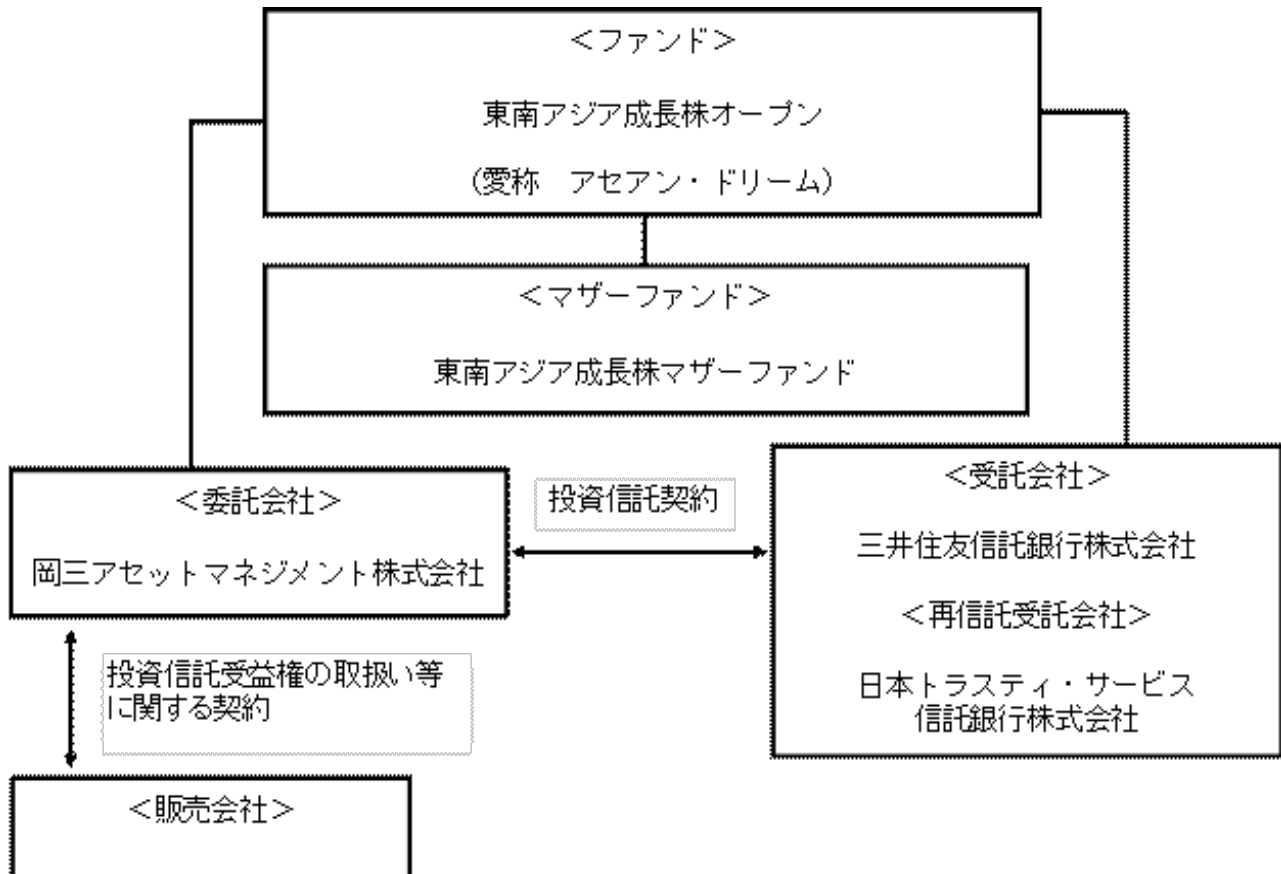 ＜ファンド＞
東南アジア成長株オープン
（愛称　アセアン・ドリーム）
＜マザーファンド＞
東南アジア成長株マザーファンド
＜委託会社＞
岡三アセットマネジメント株式会社
投資信託契約
＜受託会社＞
三井住友信託銀行株式会社
＜再信託受託会社＞
日本トラスティ・サービス
信託銀行株式会社
投資信託受益権の取扱い等
に関する契約
＜販売会社＞